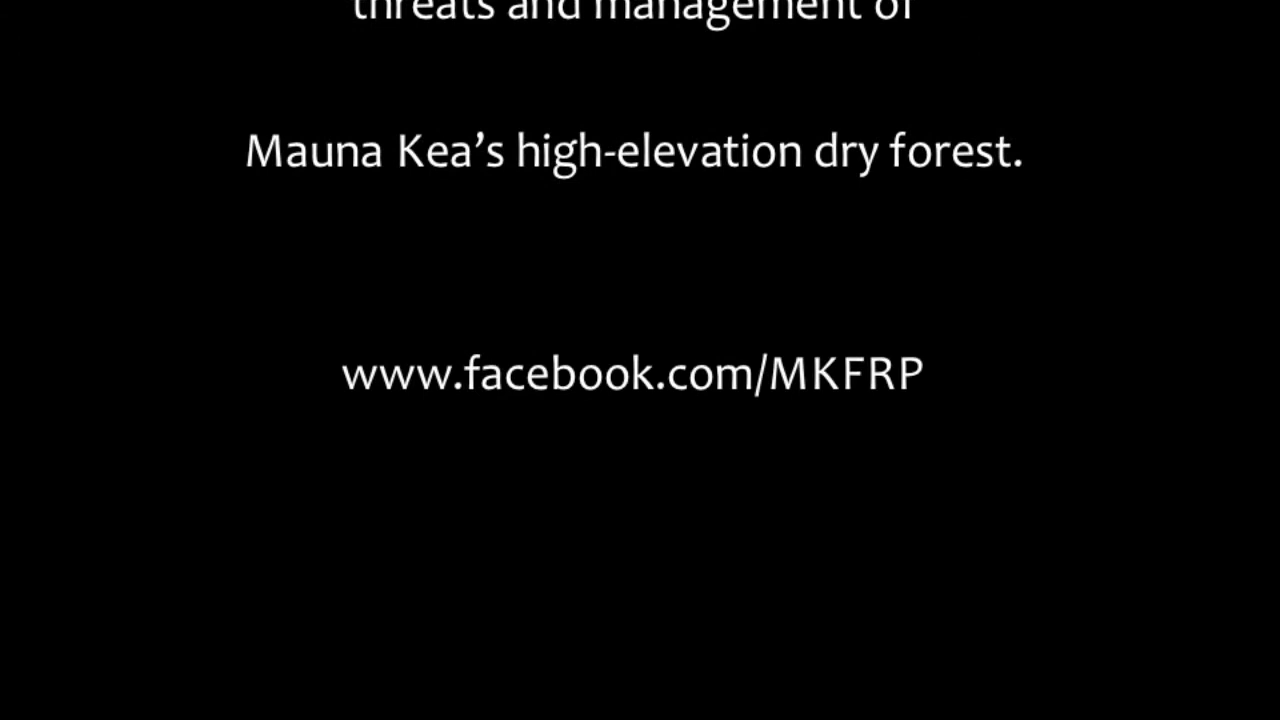 threats and management of
Mauna Kea’s high-elevation dry forest.
www.facebook.com/MKFRP